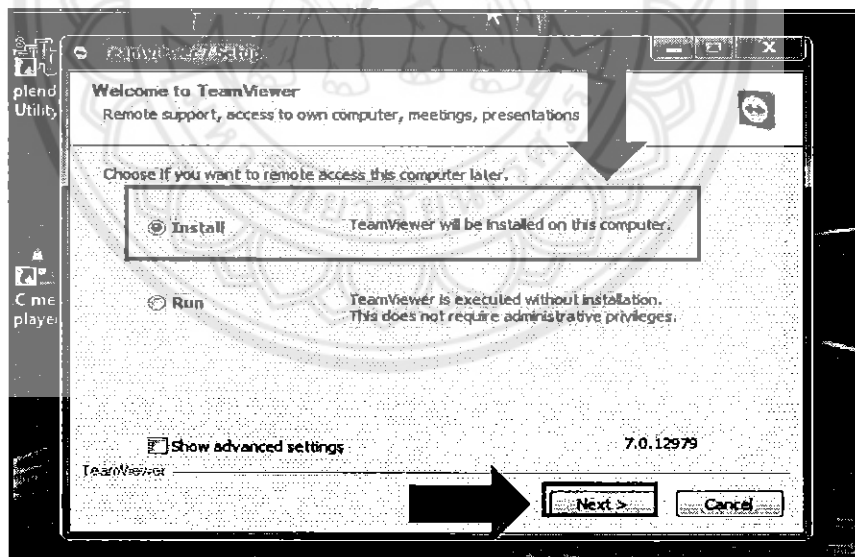 plend
Utility
Welcome to TeamViewer
Remote support, access to own computer, meetings, presentations
Choose if you want to remote access this computer later.
Install
TeamViewer will be installed on this computer.
C me
player
Run
TeamViewer is executed without installation.
This does not require administrative privileges.
Show advanced settings
7.0.12979
TeamViewer
Next >
Cancel